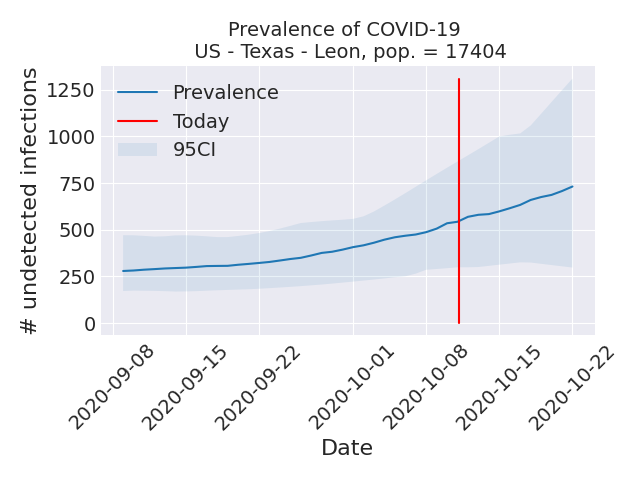 Prevalence of COVID-19
US - Texas - Leon, pop. = 17404
# undetected infections
1250
1000
750
500
250
0
Prevalence
Today
95CI
2020-09-08
2020-09-15
2020-09-22
2020-10-01
2020-10-08
2020-10-15
2020-10-22
Date